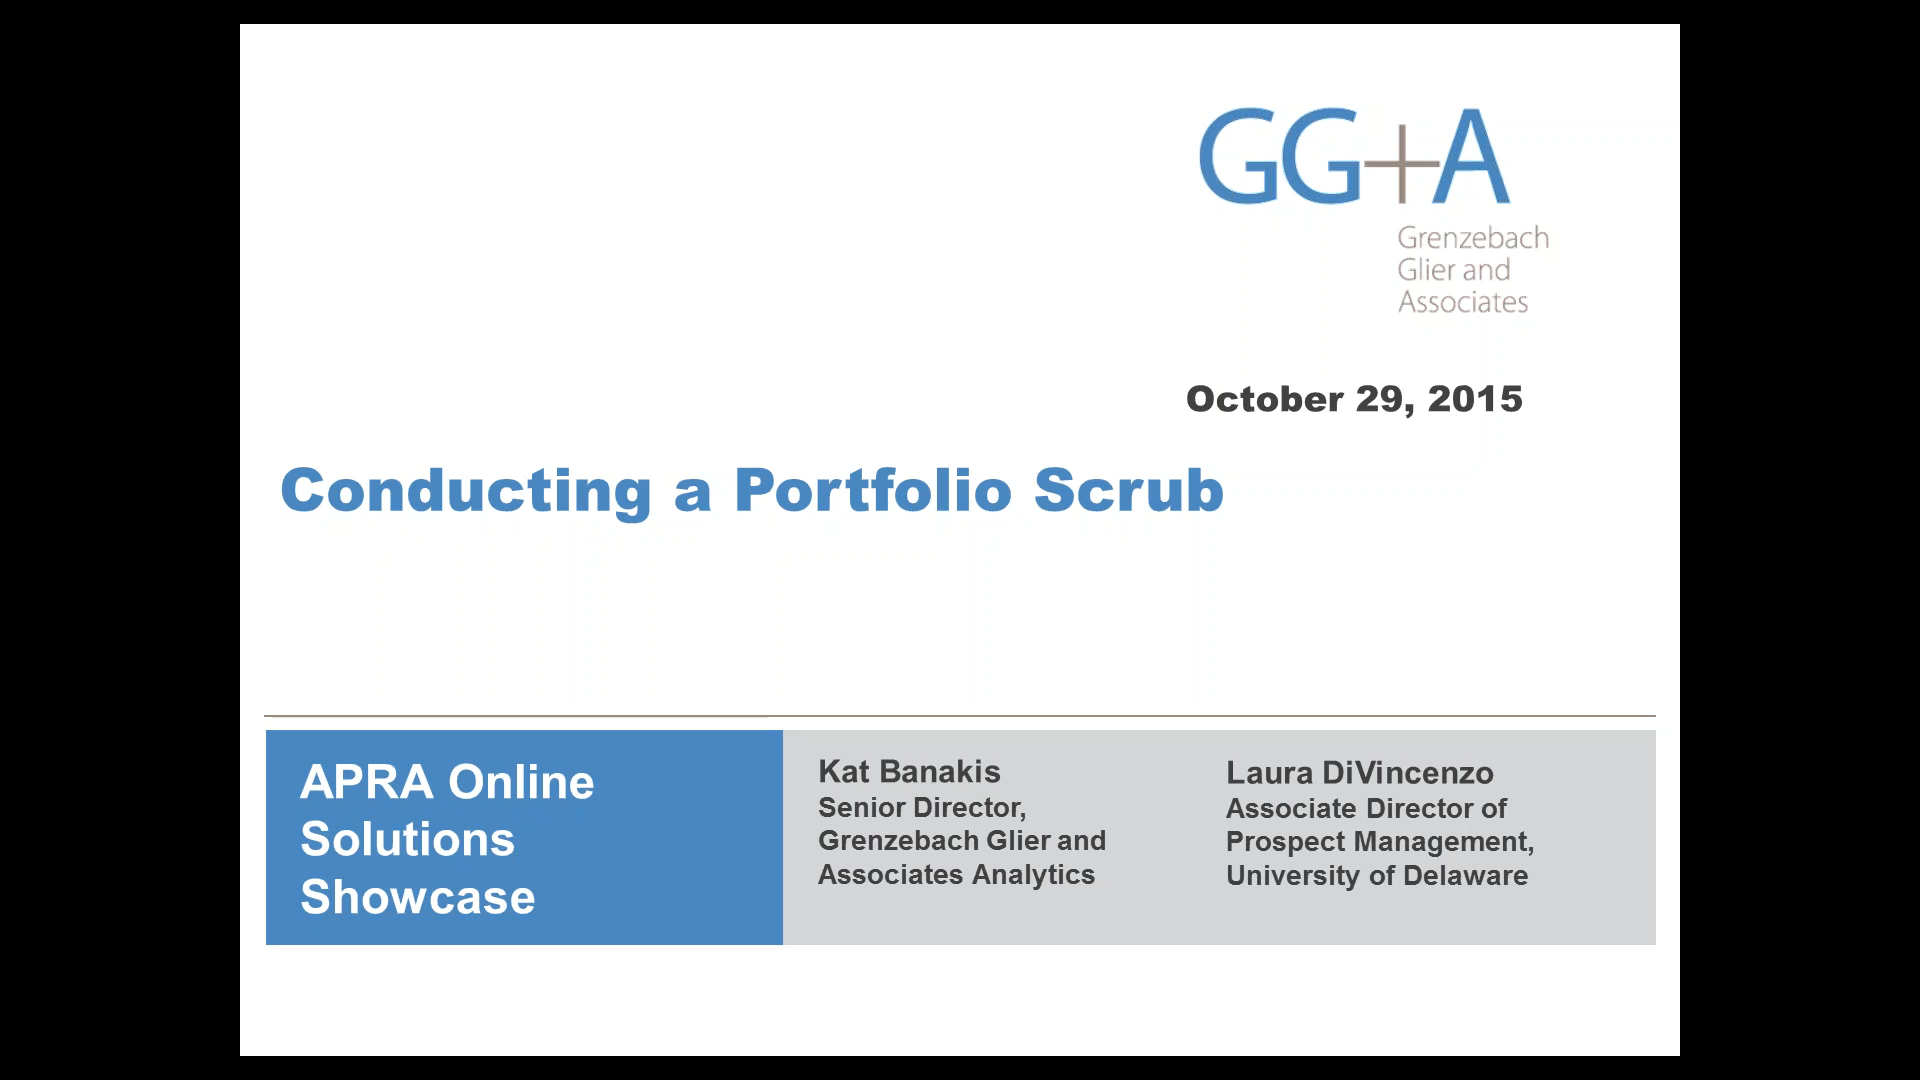 GG+A
Grenzebach
Glier and
Associates
October 29, 2015
Conducting a Portfolio Scrub
APRA Online
Solutions
Showcase
Kat Banakis
Senior Director,
Grenzebach Glier and
Associates Analytics
Laura DiVincenzo
Associate Director of
Prospect Management,
University of Delaware